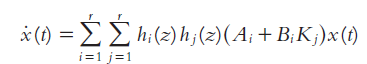 ẋ(t) = ∑_{i=1}^{r} ∑_{j=1}^{r} h_i(z) h_j(z) (A_i + B_i K_j) x(t)